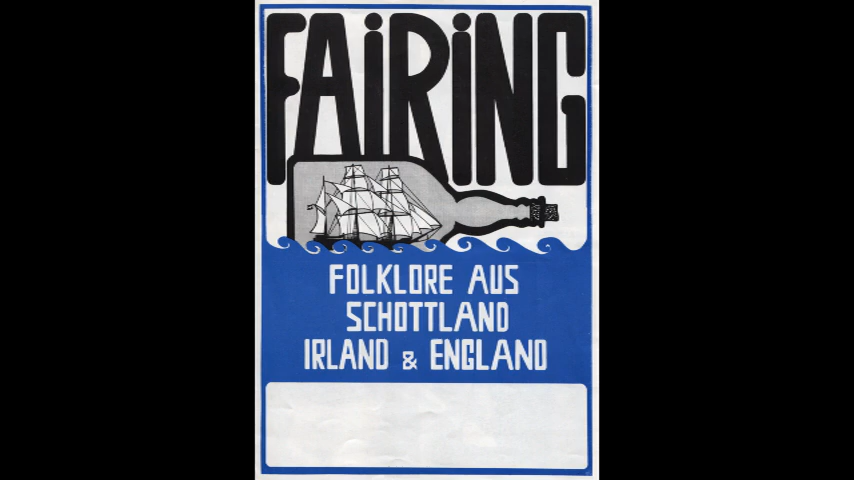 FAiRiNG
FOLKLORE AUS
SCHOTTLAND
IRLAND & ENGLAND